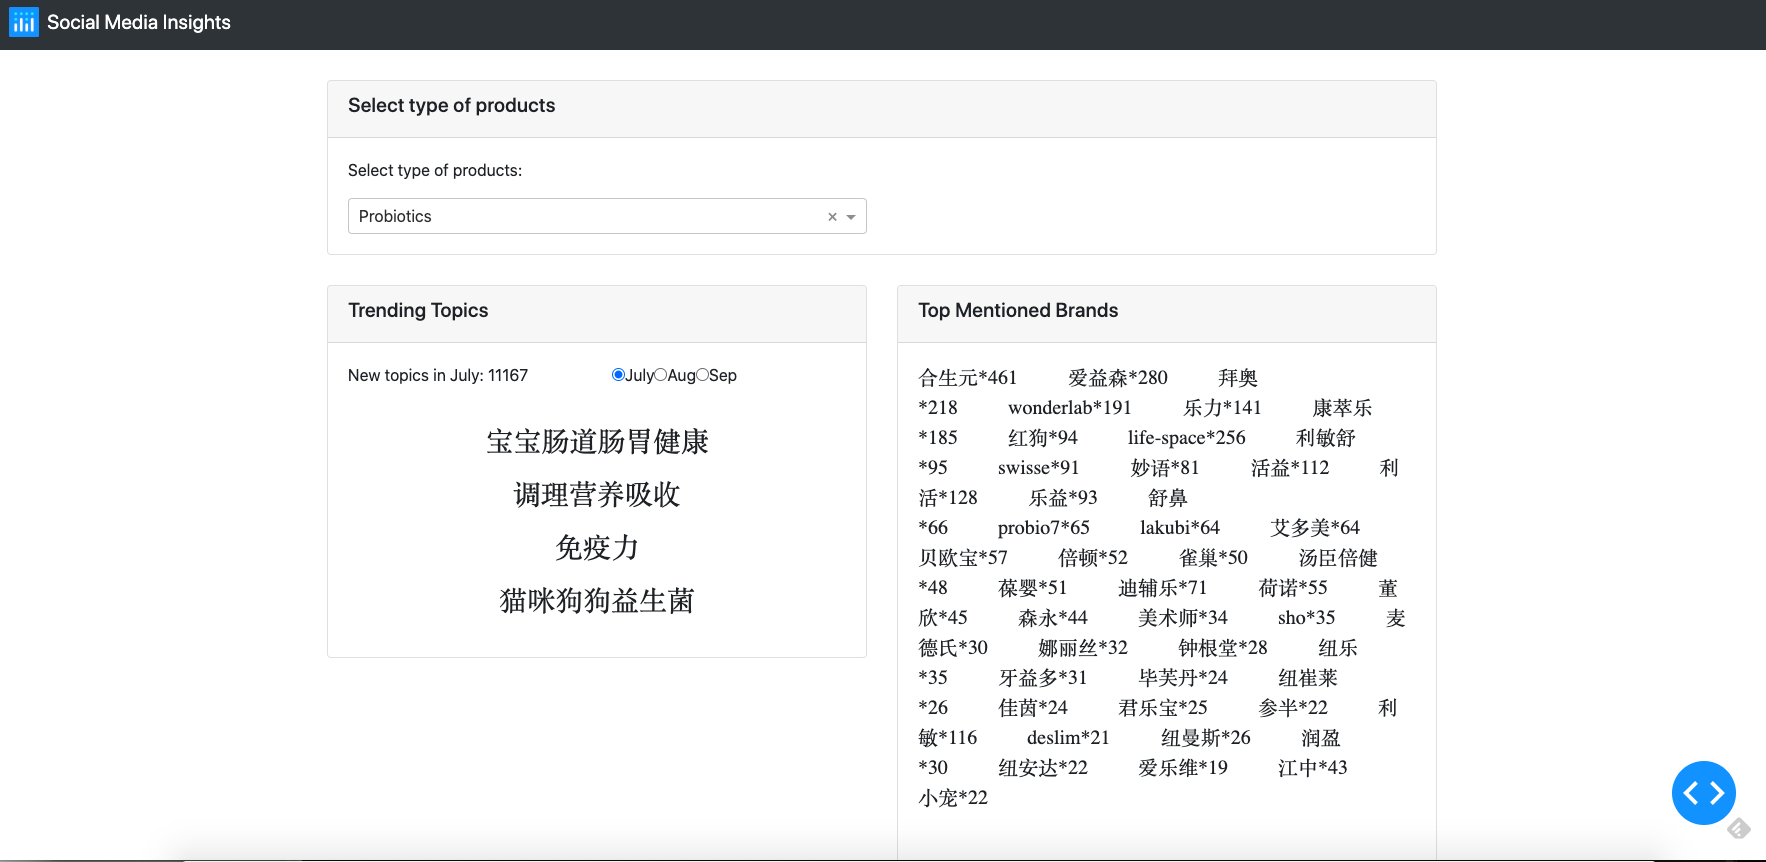 Social Media Insights
Select type of products
Select type of products:
Probiotics
Trending Topics
New topics in July: 11167
July Aug Sep
宝宝肠道肠胃健康
调理营养吸收
免疫力
猫咪狗狗益生菌
Top Mentioned Brands
合生元*461 爱益森*280 拜奥
*218 wonderlab*191 乐力*141 康萃乐
*185 红狗*94 life-space*256 利敏舒
*95 swisse*91 妙语*81 活益*112 利
活*128 乐益*93 舒鼻
*66 probio7*65 lakubi*64 艾多美*64
贝欧宝*57 倍顿*52 雀巢*50 汤臣倍健
*48 葆婴*51 迪辅乐*71 荷诺*55 董
欣*45 森永*44 美术师*34 sho*35 麦
德氏*30 娜丽丝*32 钟根堂*28 纽乐
*35 牙益多*31 毕芙丹*24 纽崔莱
*26 佳茵*24 君乐宝*25 参半*22 利
敏*116 deslim*21 纽曼斯*26 润盈
*30 纽安达*22 爱乐维*19 江中*43
小宠*22